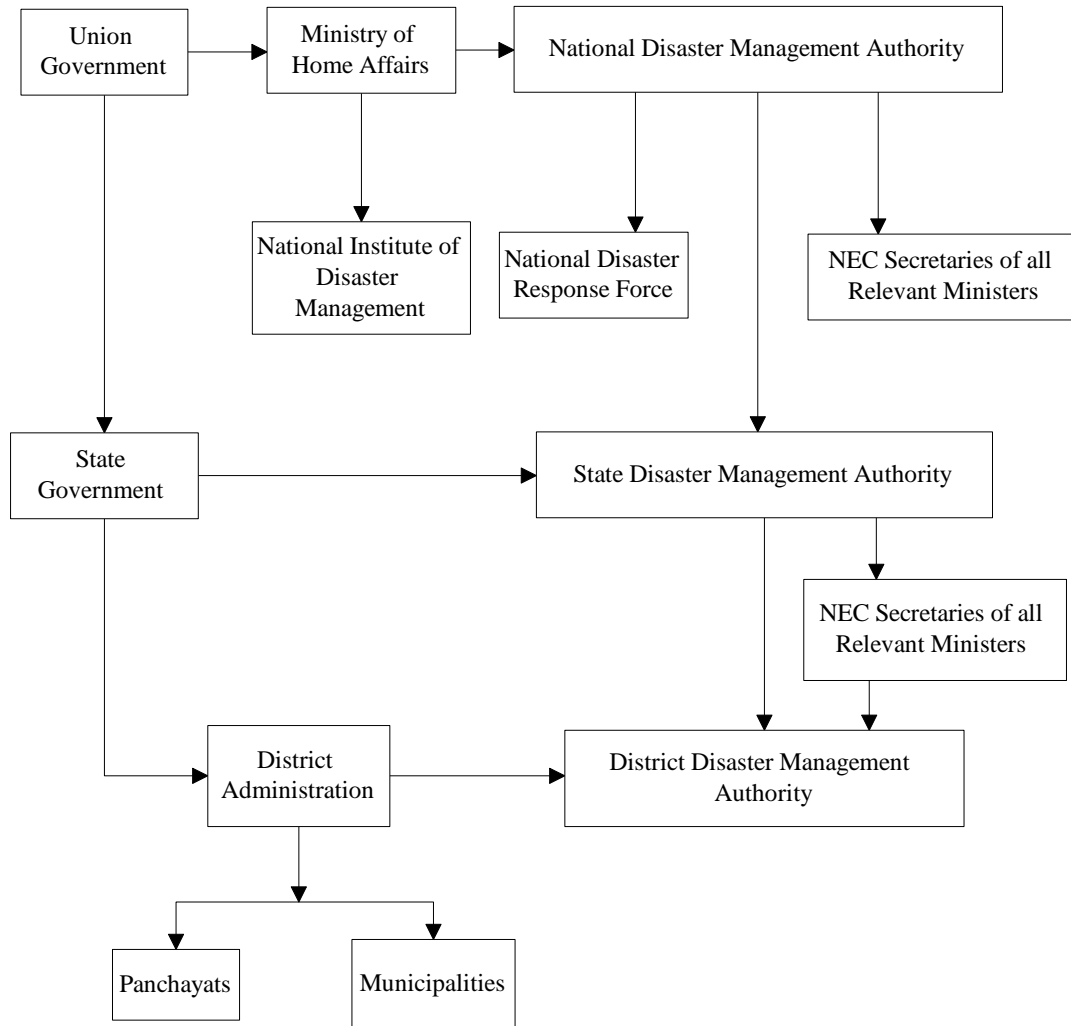 Union
Government
Ministry of
Home Affairs
National Disaster Management Authority
National Institute of
Disaster
Management
National Disaster
Response Force
NEC Secretaries of all
Relevant Ministers
State
Government
State Disaster Management Authority
NEC Secretaries of all
Relevant Ministers
District
Administration
District Disaster Management
Authority
Panchayats
Municipalities